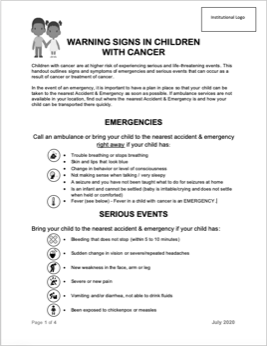 Institutional Logo
WARNING SIGNS IN CHILDREN
WITH CANCER
Children with cancer are at higher risk of experiencing serious and life-threatening events. This
handout outlines signs and symptoms of emergencies and serious events that can occur as a
result of cancer or treatment of cancer.
In the event of an emergency, it is important to have a plan in place so that your child can be
taken to the nearest Accident & Emergency as soon as possible. If ambulance services are not
available in your location, find out where the nearest Accident & Emergency is and how your
child can be transported there quickly.
EMERGENCIES
Call an ambulance or bring your child to the nearest accident & emergency
right away if your child has:
• Trouble breathing or stops breathing
• Skin and lips that look blue
• Change in behavior or level of consciousness
• Not making sense when talking / very sleepy
• A seizure and you have not been taught what to do for seizures at home
• Is an infant and cannot be settled (baby is irritable/crying and does not settle
when held or comforted)
• Fever (see below) - Fever in a child with cancer is an EMERGENCY
SERIOUS EVENTS
Bring your child to the nearest accident & emergency if your child has:
• Bleeding that does not stop (within 5 to 10 minutes)
• Sudden change in vision or severe/repeated headaches
• New weakness in the face, arm or leg
• Severe or new pain
• Vomiting and/or diarrhea, not able to drink fluids
• Been exposed to chickenpox or measles
Page 1 of 4
July 2020